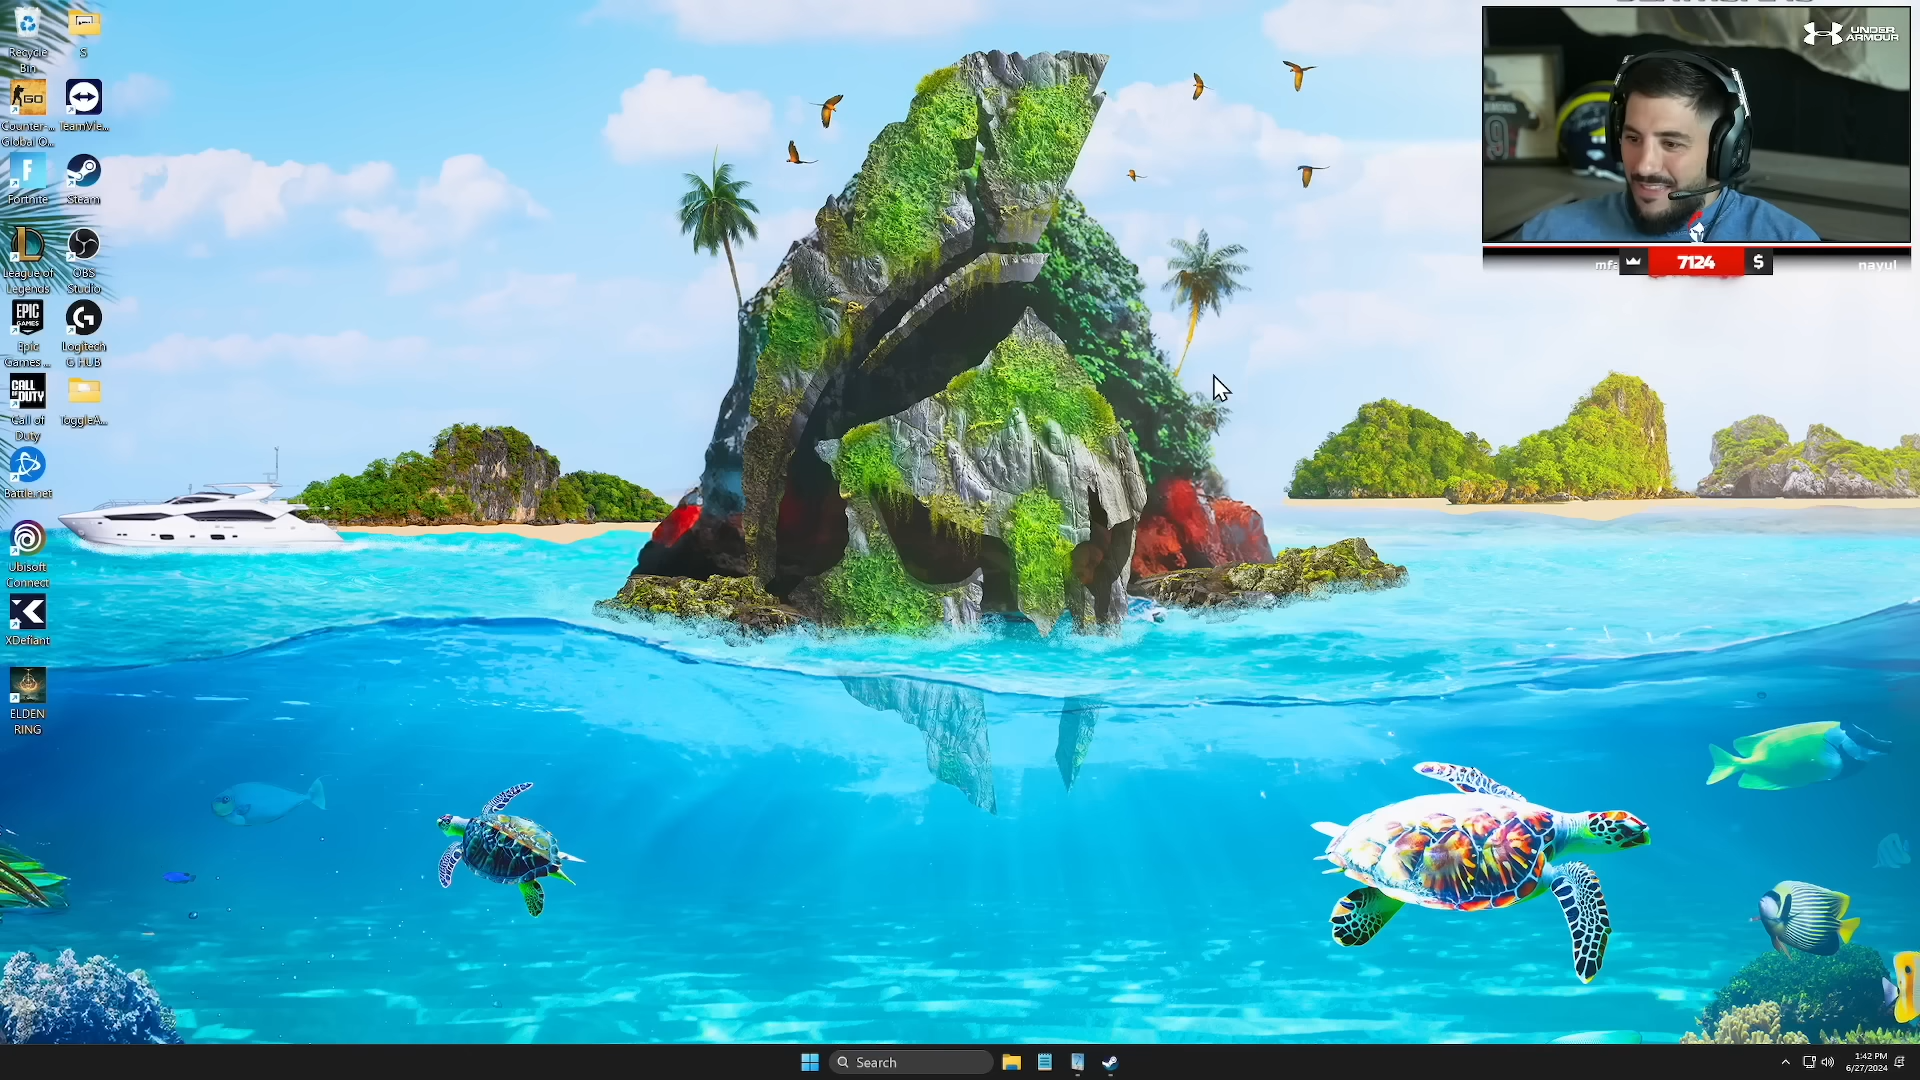 Recycle
Bin
S
Counter-...
Global O...
TeamVie...
Fortnite
Steam
League of
Legends
OBS
Studio
EPIC
GAMES
Epic
Games ...
Logitech
G HUB
CALL
OF
DUTY
Call of
Duty
ToggleA...
Battle.net
Ubisoft
Connect
XDefiant
ELDEN
RING
UNDER
ARMOUR
7124
$
nayul
Search
1:42 PM
6/27/2024